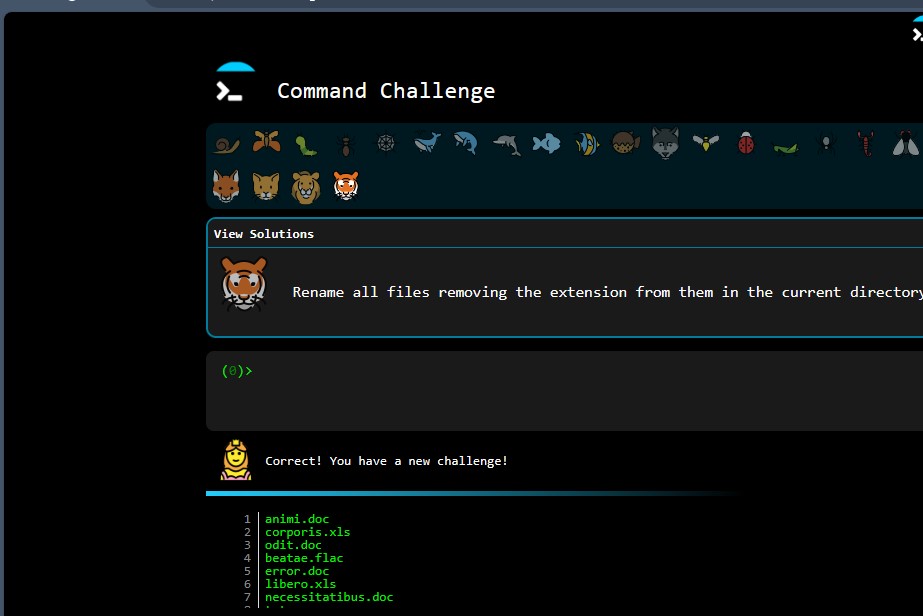 Command Challenge
View Solutions
Rename all files removing the extension from them in the current directory
(0)>
Correct! You have a new challenge!
1 animi.doc
2 corporis.xls
3 odit.doc
4 beatae.flac
5 error.doc
6 libero.xls
7 necessitatibus.doc